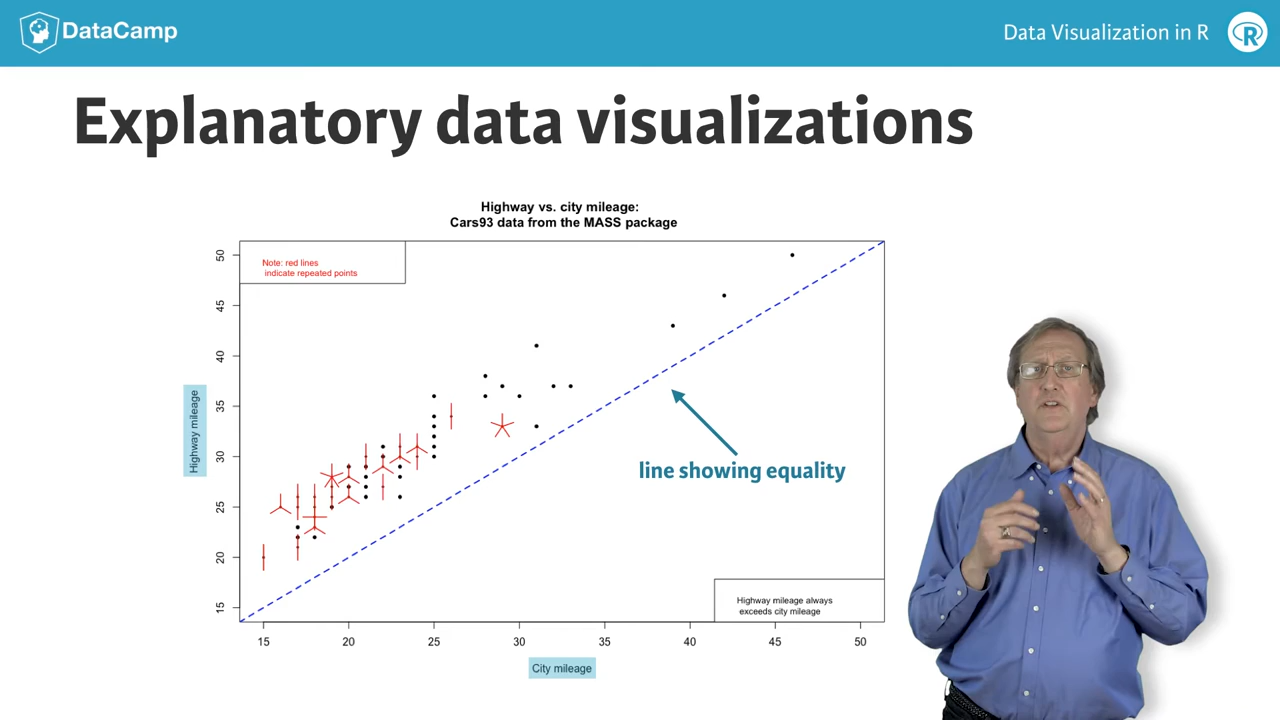 DataCamp
Data Visualization in R
R
Explanatory data visualizations
Highway vs. city mileage:
Cars93 data from the MASS package
Note: red lines
indicate repeated points
50
45
40
35
30
25
20
15
Highway mileage
line showing equality
Highway mileage always
exceeds city mileage
15 20 25 30 35 40 45 50
City mileage